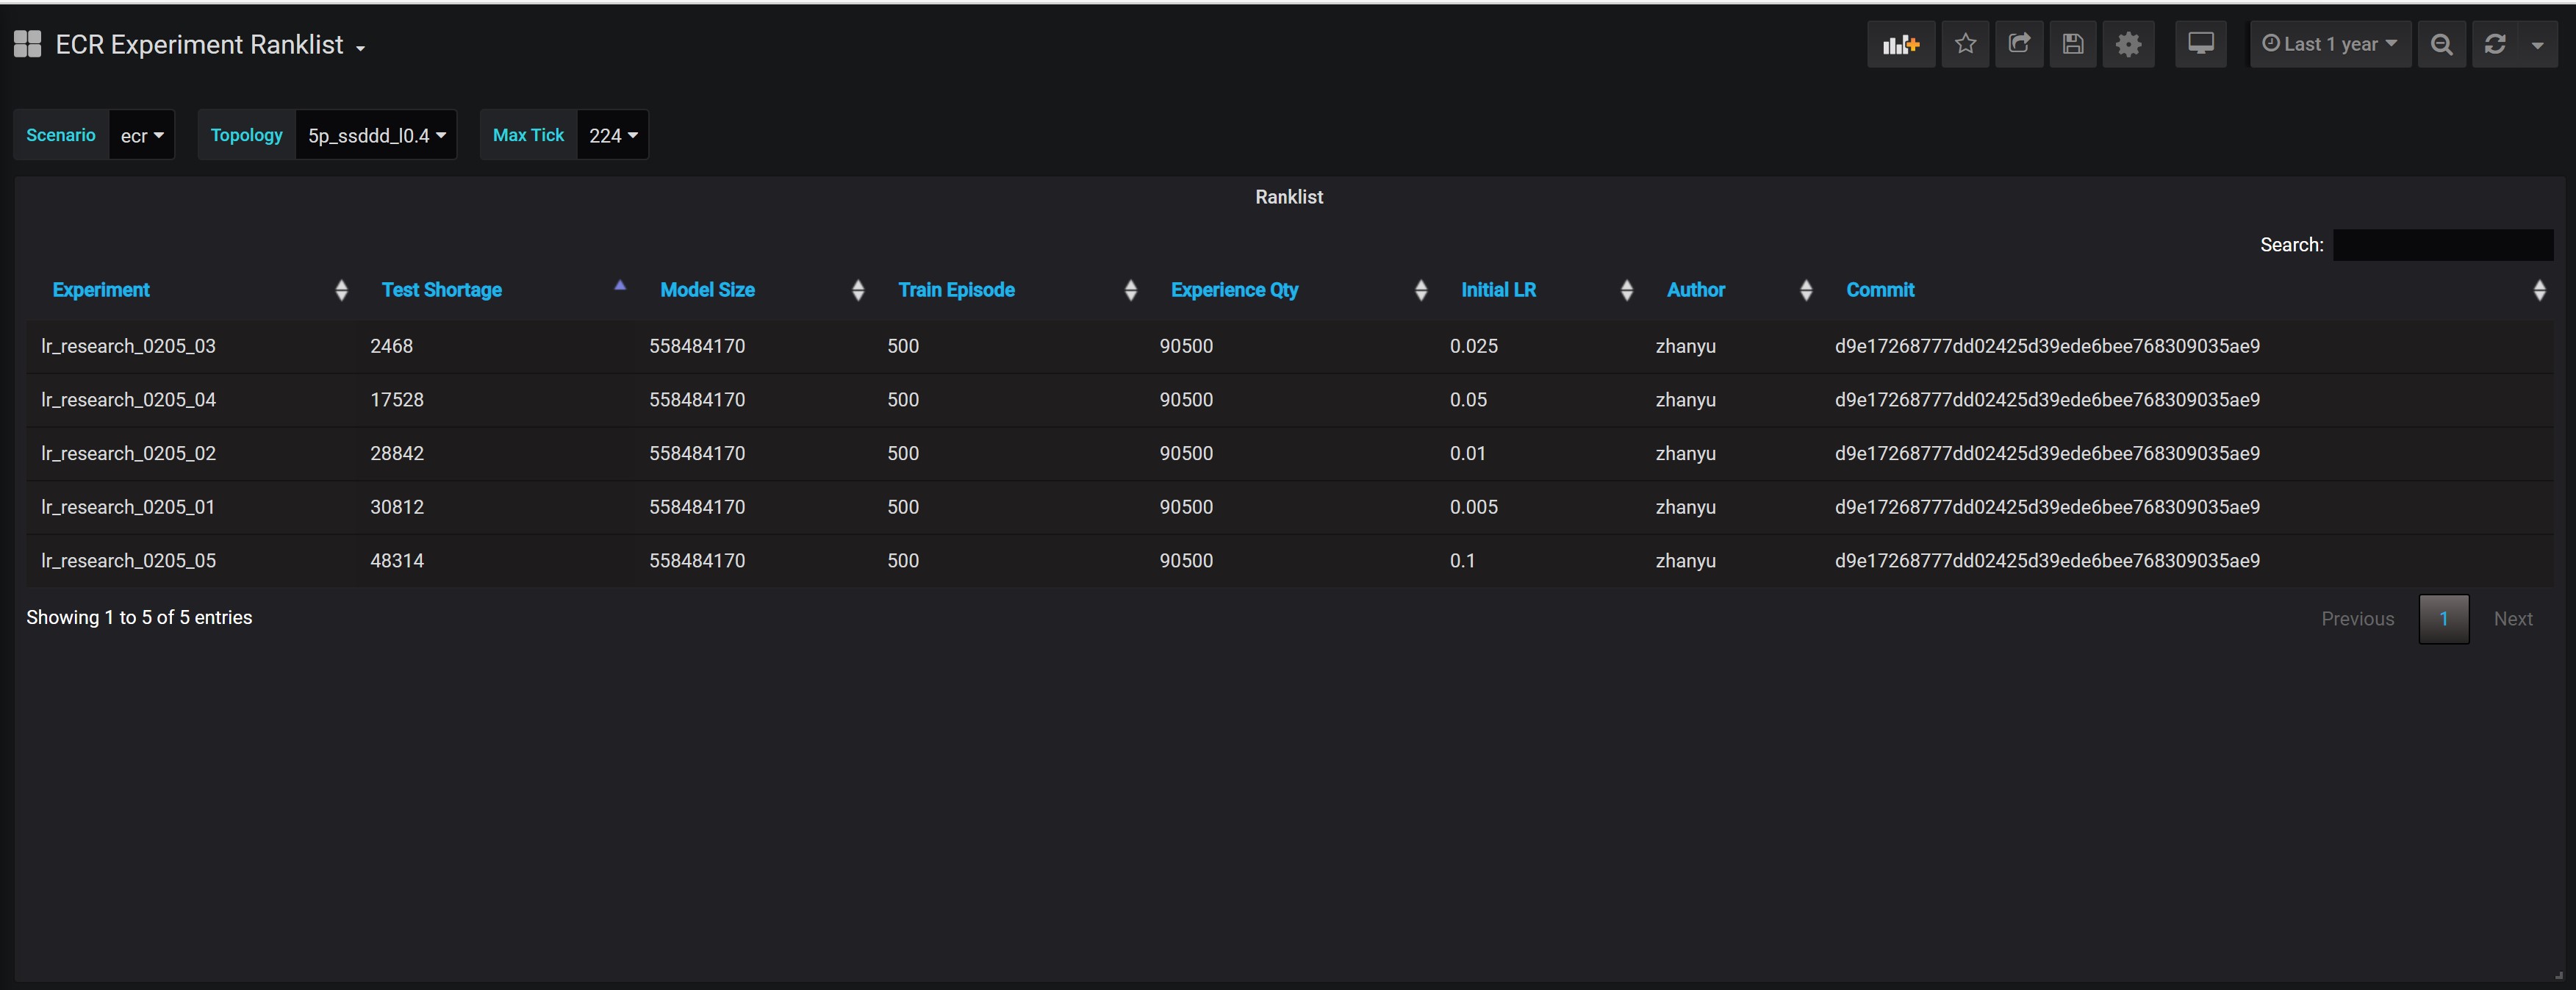 ECR Experiment Ranklist
Last 1 year
Scenario ecr Topology 5p_ssddd_l0.4 Max Tick 224
Ranklist
Search:
Experiment Test Shortage Model Size Train Episode Experience Qty Initial LR Author Commit
lr_research_0205_03 2468 558484170 500 90500 0.025 zhanyu d9e17268777dd02425d39ede6bee768309035ae9
lr_research_0205_04 17528 558484170 500 90500 0.05 zhanyu d9e17268777dd02425d39ede6bee768309035ae9
lr_research_0205_02 28842 558484170 500 90500 0.01 zhanyu d9e17268777dd02425d39ede6bee768309035ae9
lr_research_0205_01 30812 558484170 500 90500 0.005 zhanyu d9e17268777dd02425d39ede6bee768309035ae9
lr_research_0205_05 48314 558484170 500 90500 0.1 zhanyu d9e17268777dd02425d39ede6bee768309035ae9
Showing 1 to 5 of 5 entries
Previous 1 Next